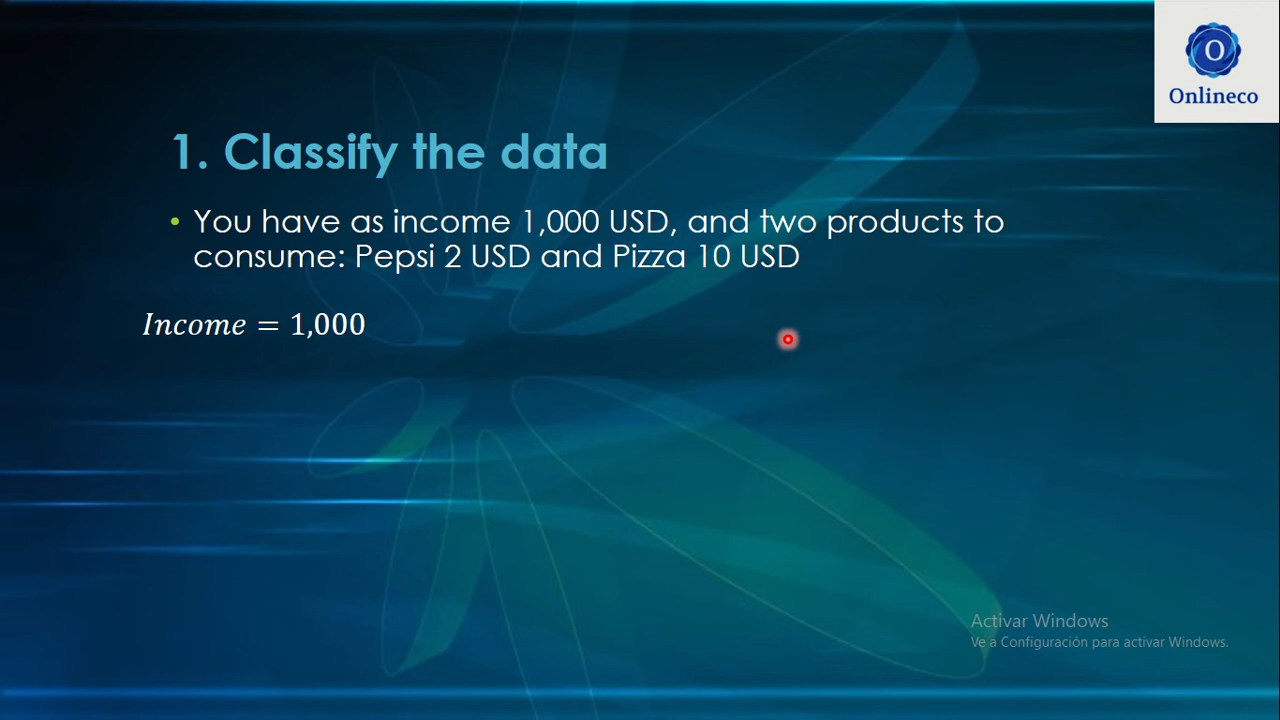 O
Onlineco
1. Classify the data
• You have as income 1,000 USD, and two products to
consume: Pepsi 2 USD and Pizza 10 USD
Income = 1,000
Activar Windows
Ve a Configuración para activar Windows.